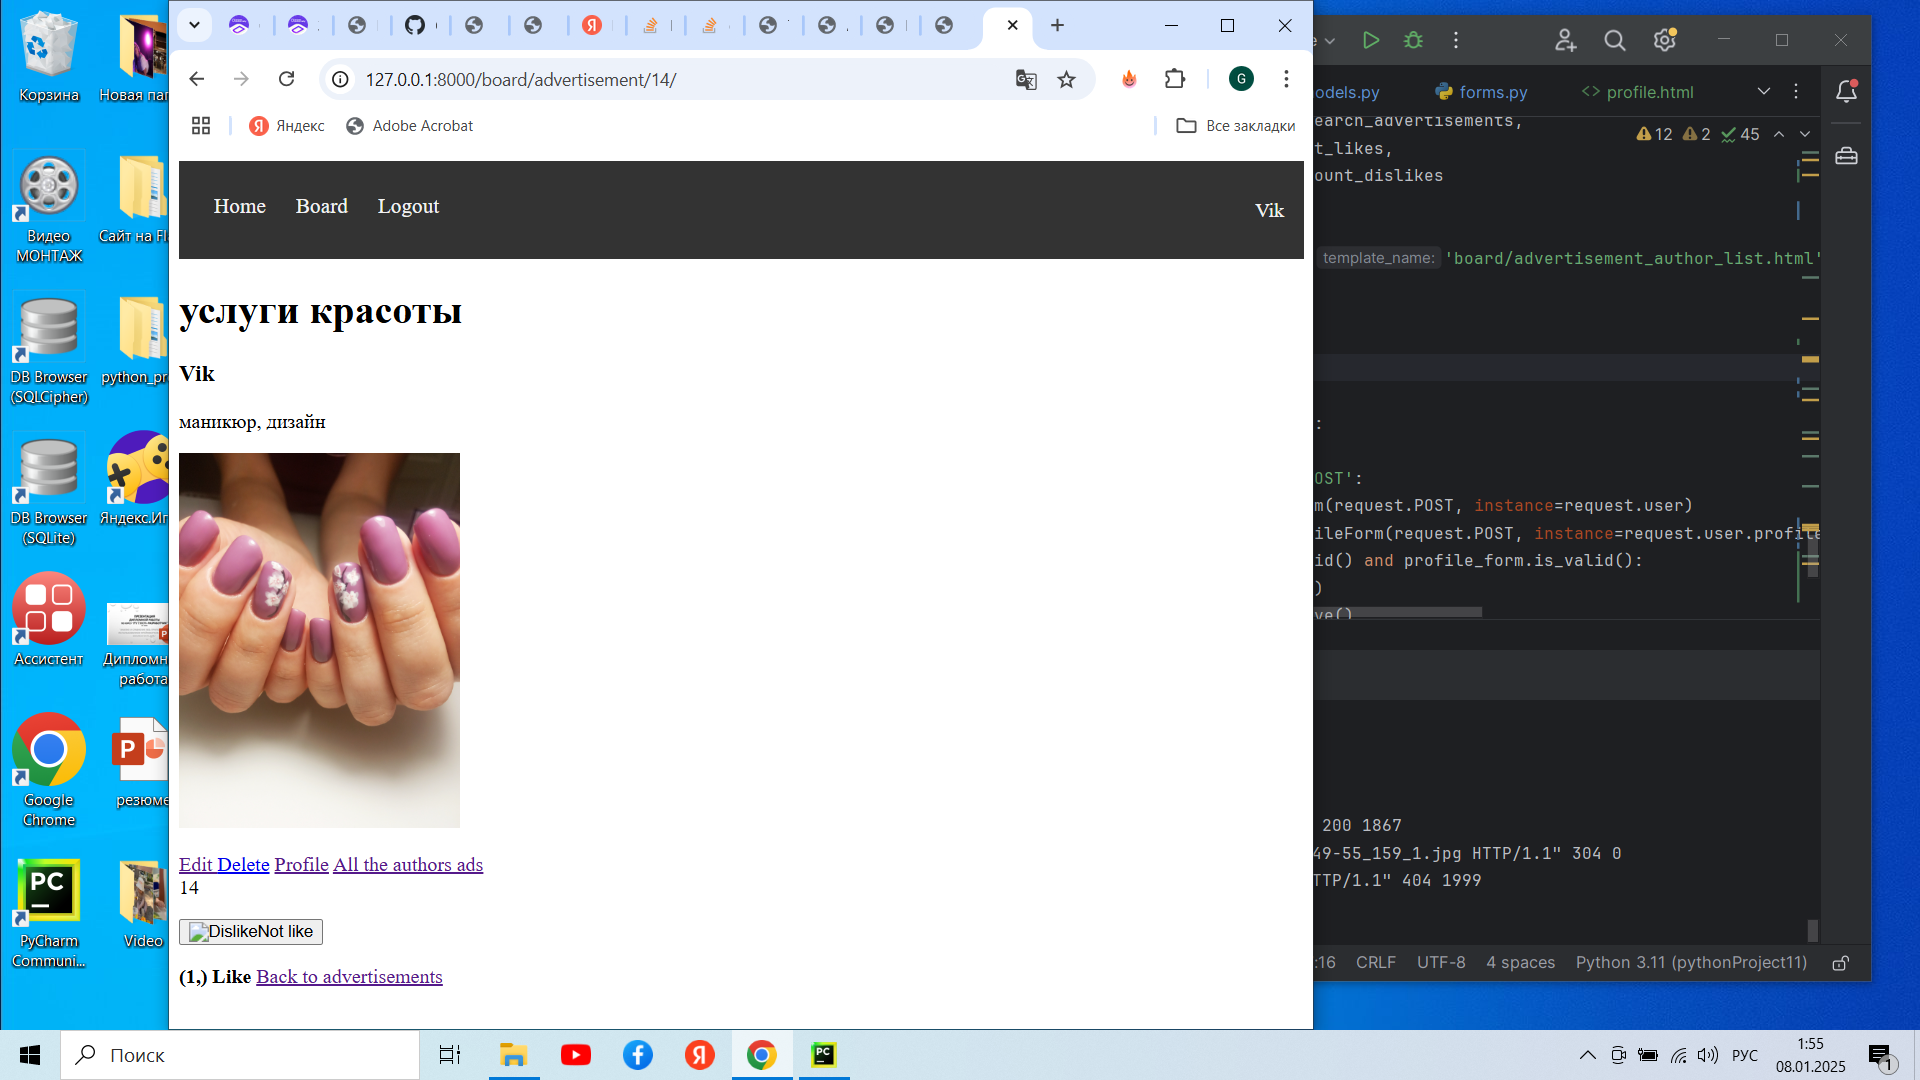 Корзина
Новая пап
Видео
МОНТАЖ
Сайт на Fl
DB Browser
(SQLCipher)
python_pr
DB Browser
(SQLite)
Яндекс.Иг
Ассистент
Дипломн
работа
Google
Chrome
резюме
PyCharm
Communi...
Video
127.0.0.1:8000/board/advertisement/14/
G
Яндекс
Adobe Acrobat
Все закладки
Home
Board
Logout
Vik
услуги красоты
Vik
маникюр, дизайн
Edit Delete Profile All the authors ads
14
DislikeNot like
(1,) Like Back to advertisements
odels.py
forms.py
<> profile.html
earch_advertisements,
12 2 45
t_likes,
ount_dislikes
template_name: 'board/advertisement_author_list.html'
:
OST':
m(request.POST, instance=request.user)
ileForm(request.POST, instance=request.user.profile
id() and profile_form.is_valid():
)
ve()
200 1867
49-55_159_1.jpg HTTP/1.1" 304 0
TTP/1.1" 404 1999
:16 CRLF UTF-8 4 spaces Python 3.11 (pythonProject11)
Поиск
РУС
1:55
08.01.2025
1